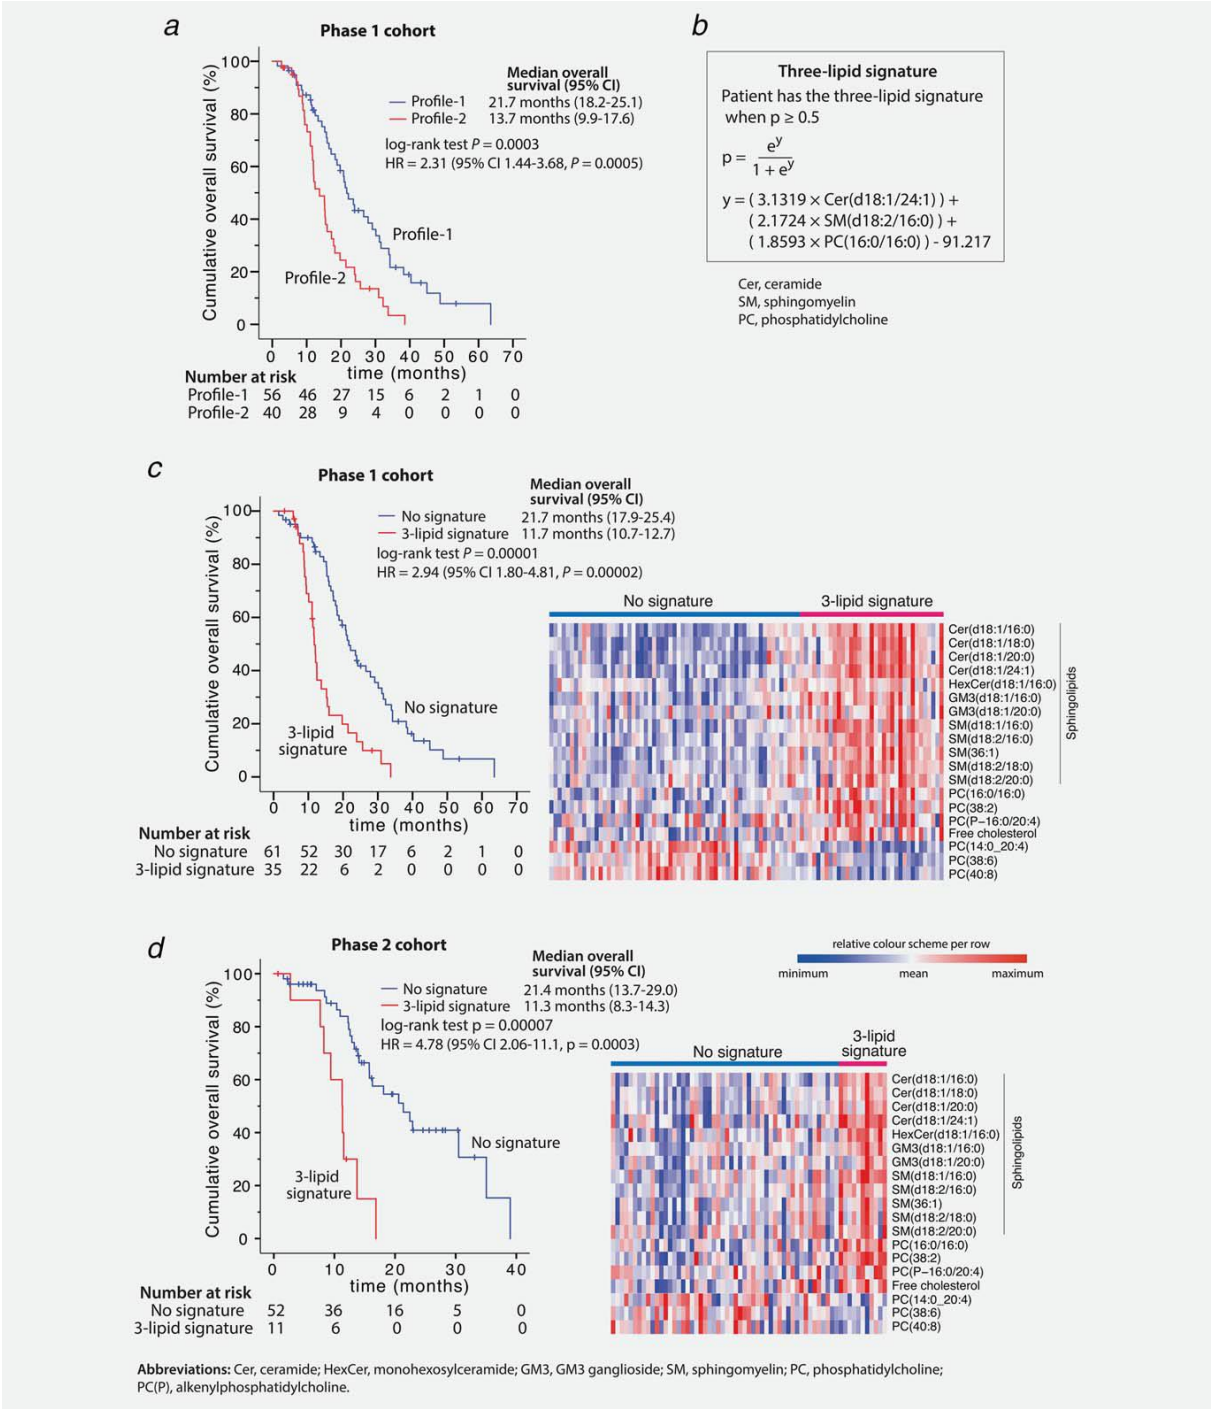 a
Phase 1 cohort
Median overall
survival (95% CI)
Profile-1 21.7 months (18.2-25.1)
Profile-2 13.7 months (9.9-17.6)
log-rank test P = 0.0003
HR = 2.31 (95% CI 1.44-3.68, P = 0.0005)
Cumulative overall survival (%)
100
80
60
40
20
0
Profile-1
Profile-2
0 10 20 30 40 50 60 70
time (months)
Number at risk
Profile-1 56 46 27 15 6 2 1 0
Profile-2 40 28 9 4 0 0 0 0
b
Three-lipid signature
Patient has the three-lipid signature
when p ≥ 0.5
p = e^y / 1 + e^y
y = ( 3.1319 × Cer(d18:1/24:1) ) +
( 2.1724 × SM(d18:2/16:0) ) +
( 1.8593 × PC(16:0/16:0) ) - 91.217
Cer, ceramide
SM, sphingomyelin
PC, phosphatidylcholine
c
Phase 1 cohort
Median overall
survival (95% CI)
No signature 21.7 months (17.9-25.4)
3-lipid signature 11.7 months (10.7-12.7)
log-rank test P = 0.00001
HR = 2.94 (95% CI 1.80-4.81, P = 0.00002)
Cumulative overall survival (%)
100
80
60
40
20
0
No signature
3-lipid
signature
0 10 20 30 40 50 60 70
time (months)
Number at risk
No signature 61 52 30 17 6 2 1 0
3-lipid signature 35 22 6 2 0 0 0 0
No signature 3-lipid signature
Cer(d18:1/16:0)
Cer(d18:1/18:0)
Cer(d18:1/20:0)
Cer(d18:1/24:1)
HexCer(d18:1/16:0)
GM3(d18:1/16:0)
GM3(d18:1/20:0)
SM(d18:1/16:0)
SM(d18:2/16:0)
SM(36:1)
SM(d18:2/18:0)
SM(d18:2/20:0)
PC(16:0/16:0)
PC(38:2)
PC(P−16:0/20:4)
Free cholesterol
PC(14:0_20:4)
PC(38:6)
PC(40:8)
Sphingolipids
d
Phase 2 cohort
Median overall
survival (95% CI)
No signature 21.4 months (13.7-29.0)
3-lipid signature 11.3 months (8.3-14.3)
log-rank test p = 0.00007
HR = 4.78 (95% CI 2.06-11.1, p = 0.0003)
Cumulative overall survival (%)
100
80
60
40
20
0
No signature
3-lipid
signature
0 10 20 30 40
time (months)
Number at risk
No signature 52 36 16 5 0
3-lipid signature 11 6 0 0 0
relative colour scheme per row
minimum mean maximum
No signature 3-lipid
signature
Cer(d18:1/16:0)
Cer(d18:1/18:0)
Cer(d18:1/20:0)
Cer(d18:1/24:1)
HexCer(d18:1/16:0)
GM3(d18:1/16:0)
GM3(d18:1/20:0)
SM(d18:1/16:0)
SM(d18:2/16:0)
SM(36:1)
SM(d18:2/18:0)
SM(d18:2/20:0)
PC(16:0/16:0)
PC(38:2)
PC(P−16:0/20:4)
Free cholesterol
PC(14:0_20:4)
PC(38:6)
PC(40:8)
Sphingolipids
Abbreviations: Cer, ceramide; HexCer, monohexosylceramide; GM3, GM3 ganglioside; SM, sphingomyelin; PC, phosphatidylcholine;
PC(P), alkenylphosphatidylcholine.